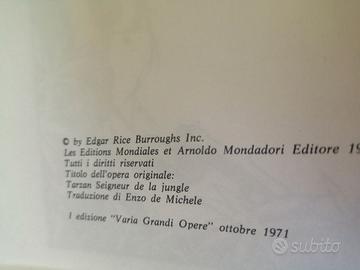 © by Edgar Rice Burroughs Inc.
Les Editions Mondiales et Arnoldo Mondadori Editore 19
Tutti i diritti riservati
Titolo dell'opera originale:
Tarzan Seigneur de la jungle
Traduzione di Enzo de Michele
I edizione "Varia Grandi Opere" ottobre 1971
subito